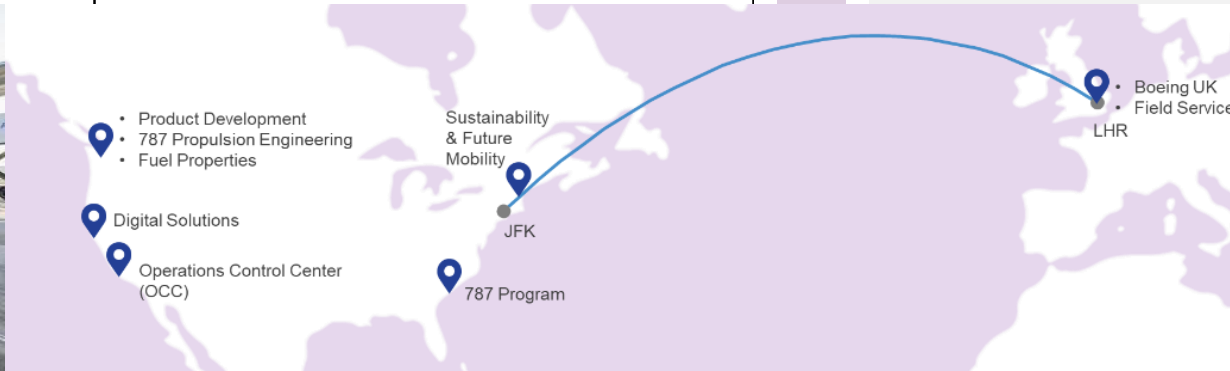 • Product Development
• 787 Propulsion Engineering
• Fuel Properties
Sustainability
& Future
Mobility
• Boeing UK
• Field Service
LHR
Digital Solutions
JFK
Operations Control Center
(OCC)
787 Program